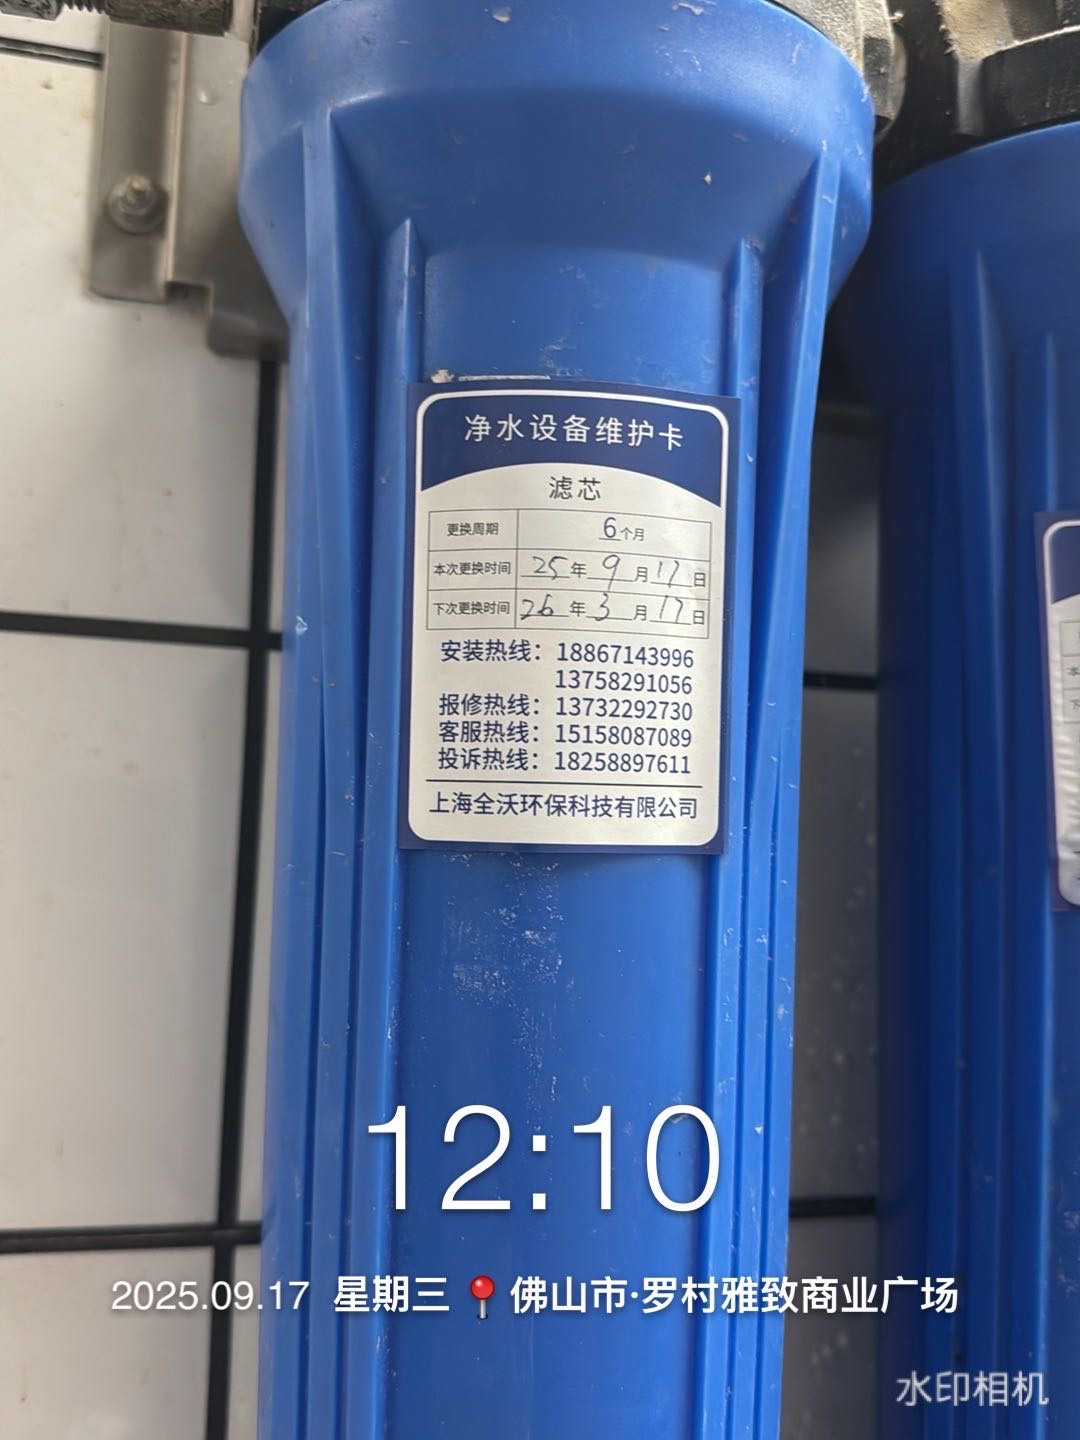 净水设备维护卡
滤芯
更换周期 6个月
本次更换时间 25年9月17日
下次更换时间 26年3月17日
安装热线：18867143996
13758291056
报修热线：13732292730
客服热线：15158087089
投诉热线：18258897611
上海全沃环保科技有限公司
12:10
2025.09.17 星期三 📍佛山市·罗村雅致商业广场
水印相机